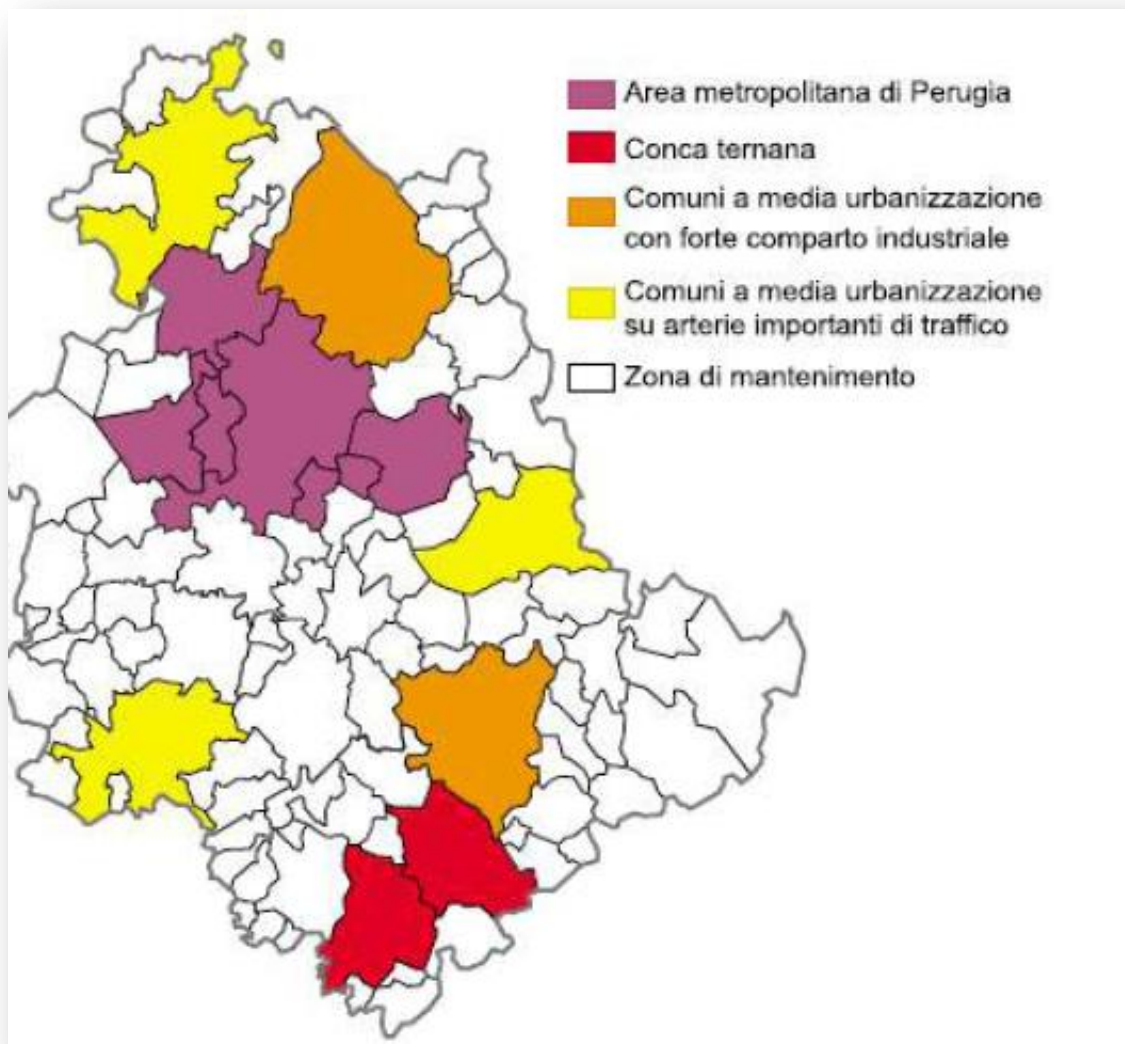 Area metropolitana di Perugia
Conca ternana
Comuni a media urbanizzazione
con forte comparto industriale
Comuni a media urbanizzazione
su arterie importanti di traffico
Zona di mantenimento